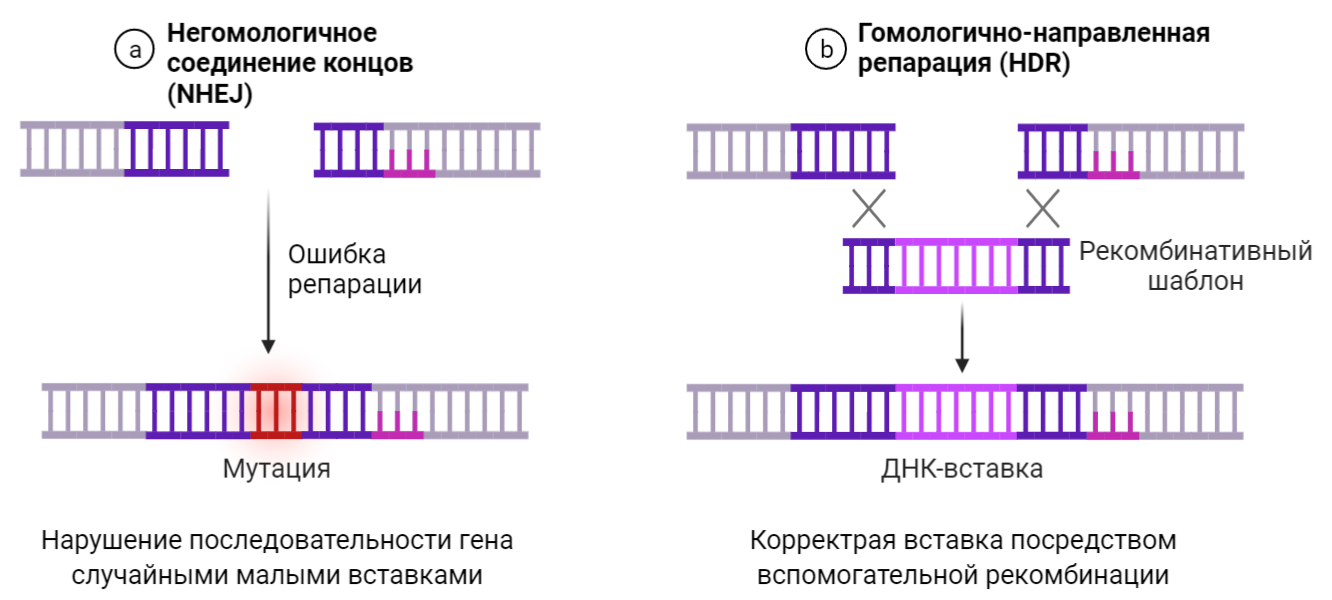 a
Негомологичное
соединение концов
(NHEJ)
Ошибка
репарации
Мутация
Нарушение последовательности гена
случайными малыми вставками
b
Гомологично-направленная
репарация (HDR)
Рекомбинативный
шаблон
ДНК-вставка
Корректрая вставка посредством
вспомогательной рекомбинации